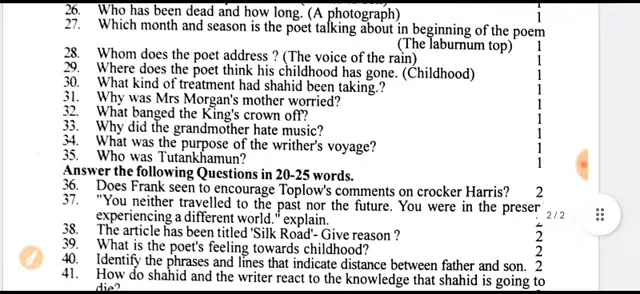 26. Who has been dead and how long. (A photograph) 1
27. Which month and season is the poet talking about in beginning of the poem
(The laburnum top) 1
28. Whom does the poet address ? (The voice of the rain) 1
29. Where does the poet think his childhood has gone. (Childhood) 1
30. What kind of treatment had shahid been taking.? 1
31. Why was Mrs Morgan's mother worried? 1
32. What banged the King's crown off? 1
33. Why did the grandmother hate music? 1
34. What was the purpose of the writher's voyage? 1
35. Who was Tutankhamun? 1
Answer the following Questions in 20-25 words.
36. Does Frank seen to encourage Toplow's comments on crocker Harris? 2
37. "You neither travelled to the past nor the future. You were in the preser
experiencing a different world." explain. 2/2
38. The article has been titled 'Silk Road'- Give reason ? 2
39. What is the poet's feeling towards childhood? 2
40. Identify the phrases and lines that indicate distance between father and son. 2
41. How do shahid and the writer react to the knowledge that shahid is going to
die?